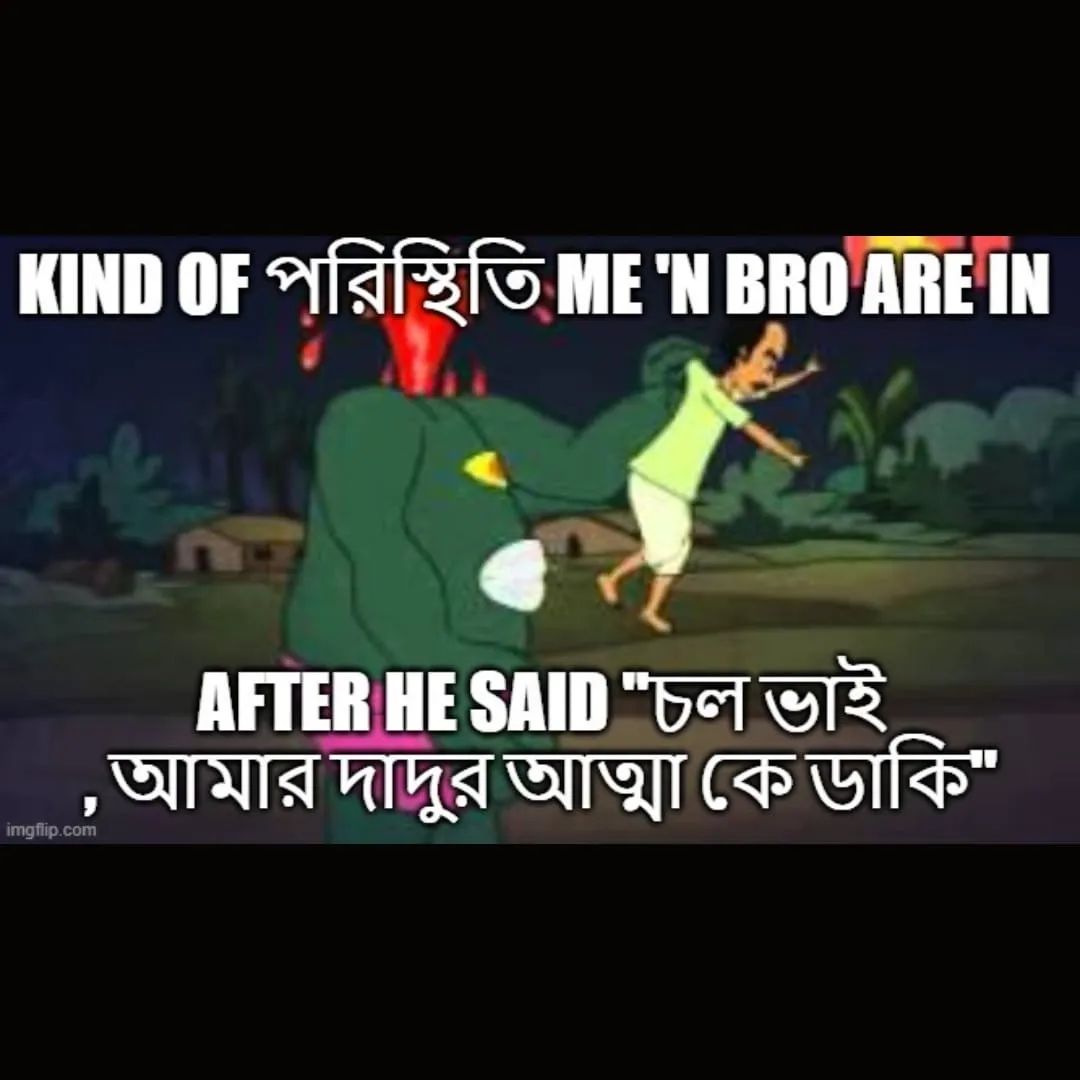 KIND OF পরিস্থিতি ME 'N BRO ARE IN
AFTER HE SAID "চল ভাই
, আমার দাদুর আত্মা কে ডাকি"
imgflip.com